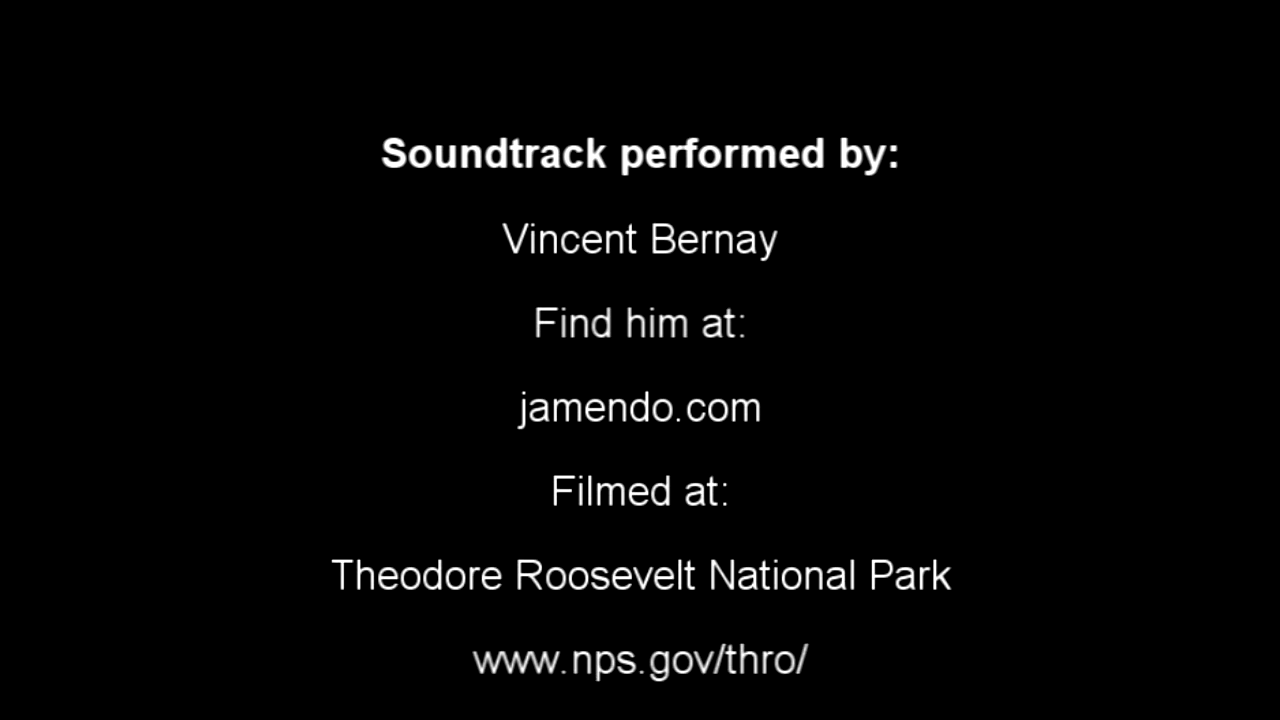 Soundtrack performed by:
Vincent Bernay
Find him at:
jamendo.com
Filmed at:
Theodore Roosevelt National Park
www.nps.gov/thro/